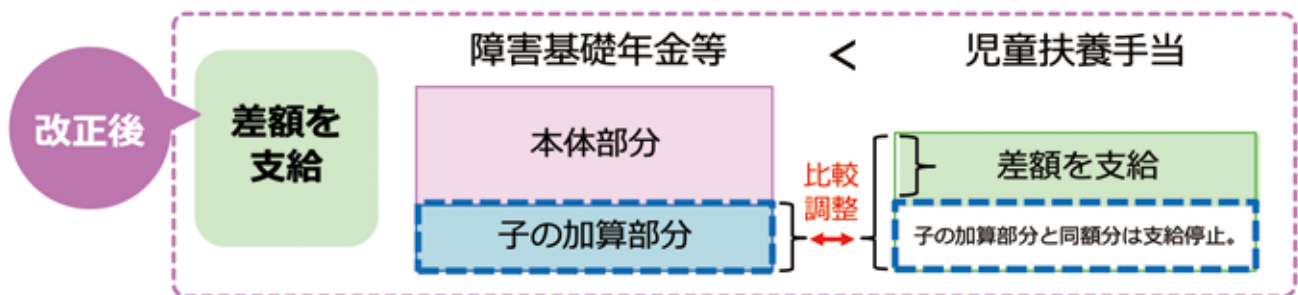 改正後
差額を
支給
障害基礎年金等 < 児童扶養手当
本体部分
子の加算部分
比較
調整
差額を支給
子の加算部分と同額分は支給停止。